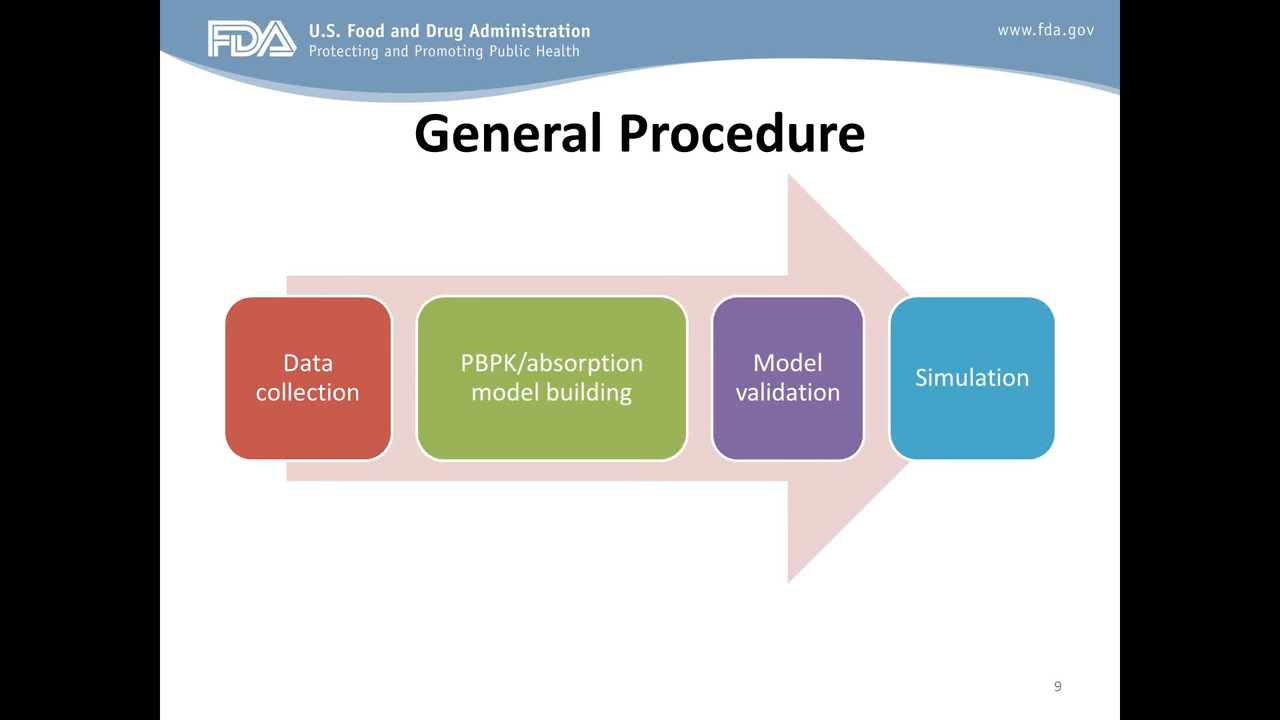 FDA
U.S. Food and Drug Administration
Protecting and Promoting Public Health
www.fda.gov
General Procedure
Data
collection
PBPK/absorption
model building
Model
validation
Simulation
9